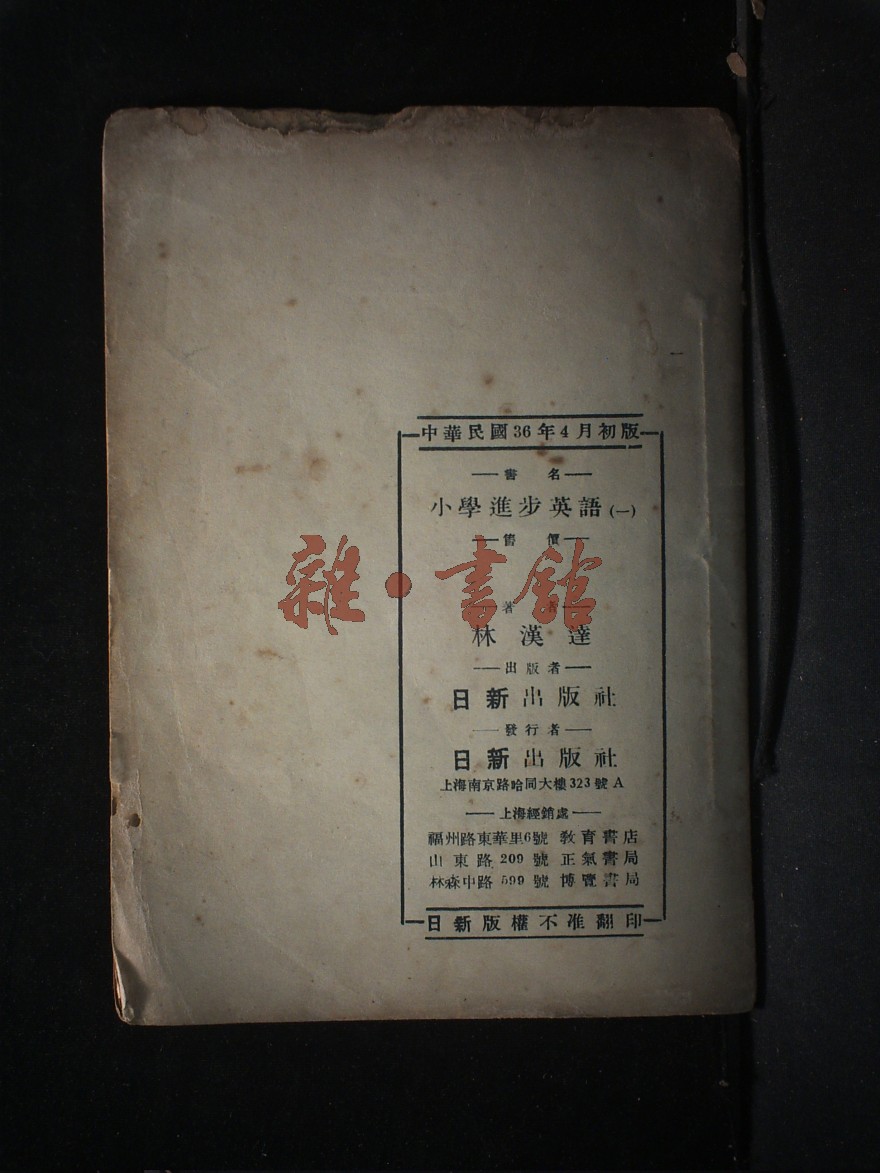 中華民國36年4月初版
書名
小學進步英語(一)
售價
雜·書館
著者
林漢達
出版者
日新出版社
發行者
日新出版社
上海南京路哈同大樓323號A
上海經銷處
福州路東華里6號 教育書店
山東路209號 正氣書局
林森中路599號 博覽書局
日新版權不准翻印